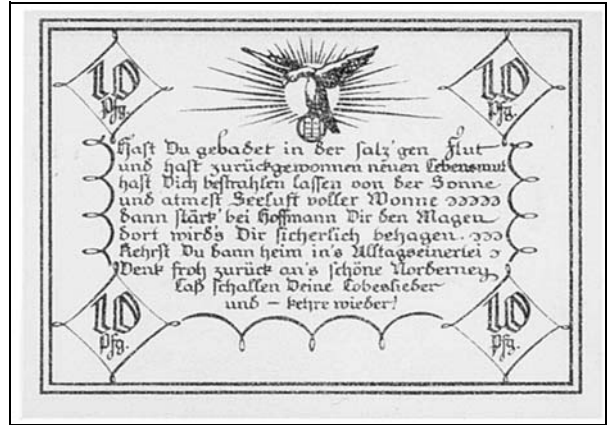 10 Pfg.
10 Pfg.
Hast Du gebadet in der salz'gen Flut
und hast zurückgewonnen neuen Lebensmut
hast Dich bestrahlen lassen von der Sonne
und atmest Seeluft voller Wonne
dann stärk' bei Hoffmann Dir den Magen
dort wird's Dir sicherlich behagen.
Kehrst Du dann heim in's Alltagseinerlei
Denk froh zurück an's schöne Norderney
Laß schallen Deine Lobeslieder
und – kehre wieder!
10 Pfg.
10 Pfg.